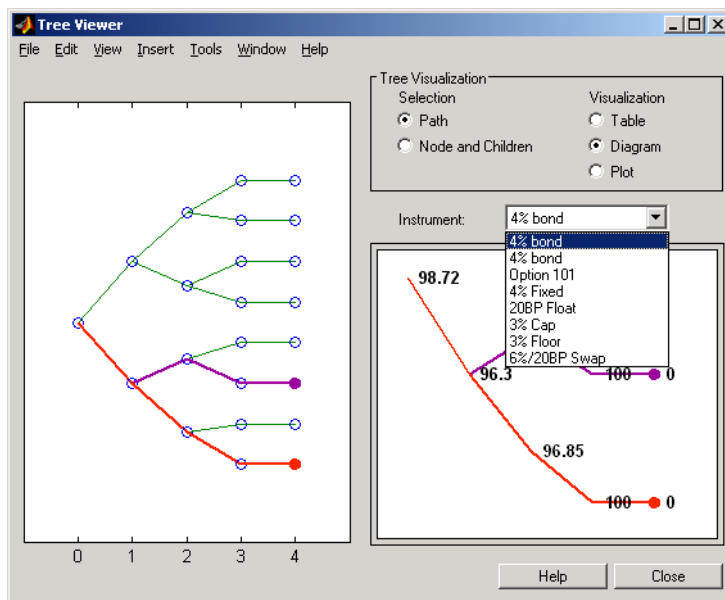 Tree Viewer
File Edit View Insert Tools Window Help
Tree Visualization
Selection
Visualization
Path
Table
Node and Children
Diagram
Plot
Instrument:
4% bond
4% bond
4% bond
Option 101
4% Fixed
20BP Float
3% Cap
3% Floor
6%/20BP Swap
98.72
96.3
100 0
96.85
100 0
0 1 2 3 4
Help
Close